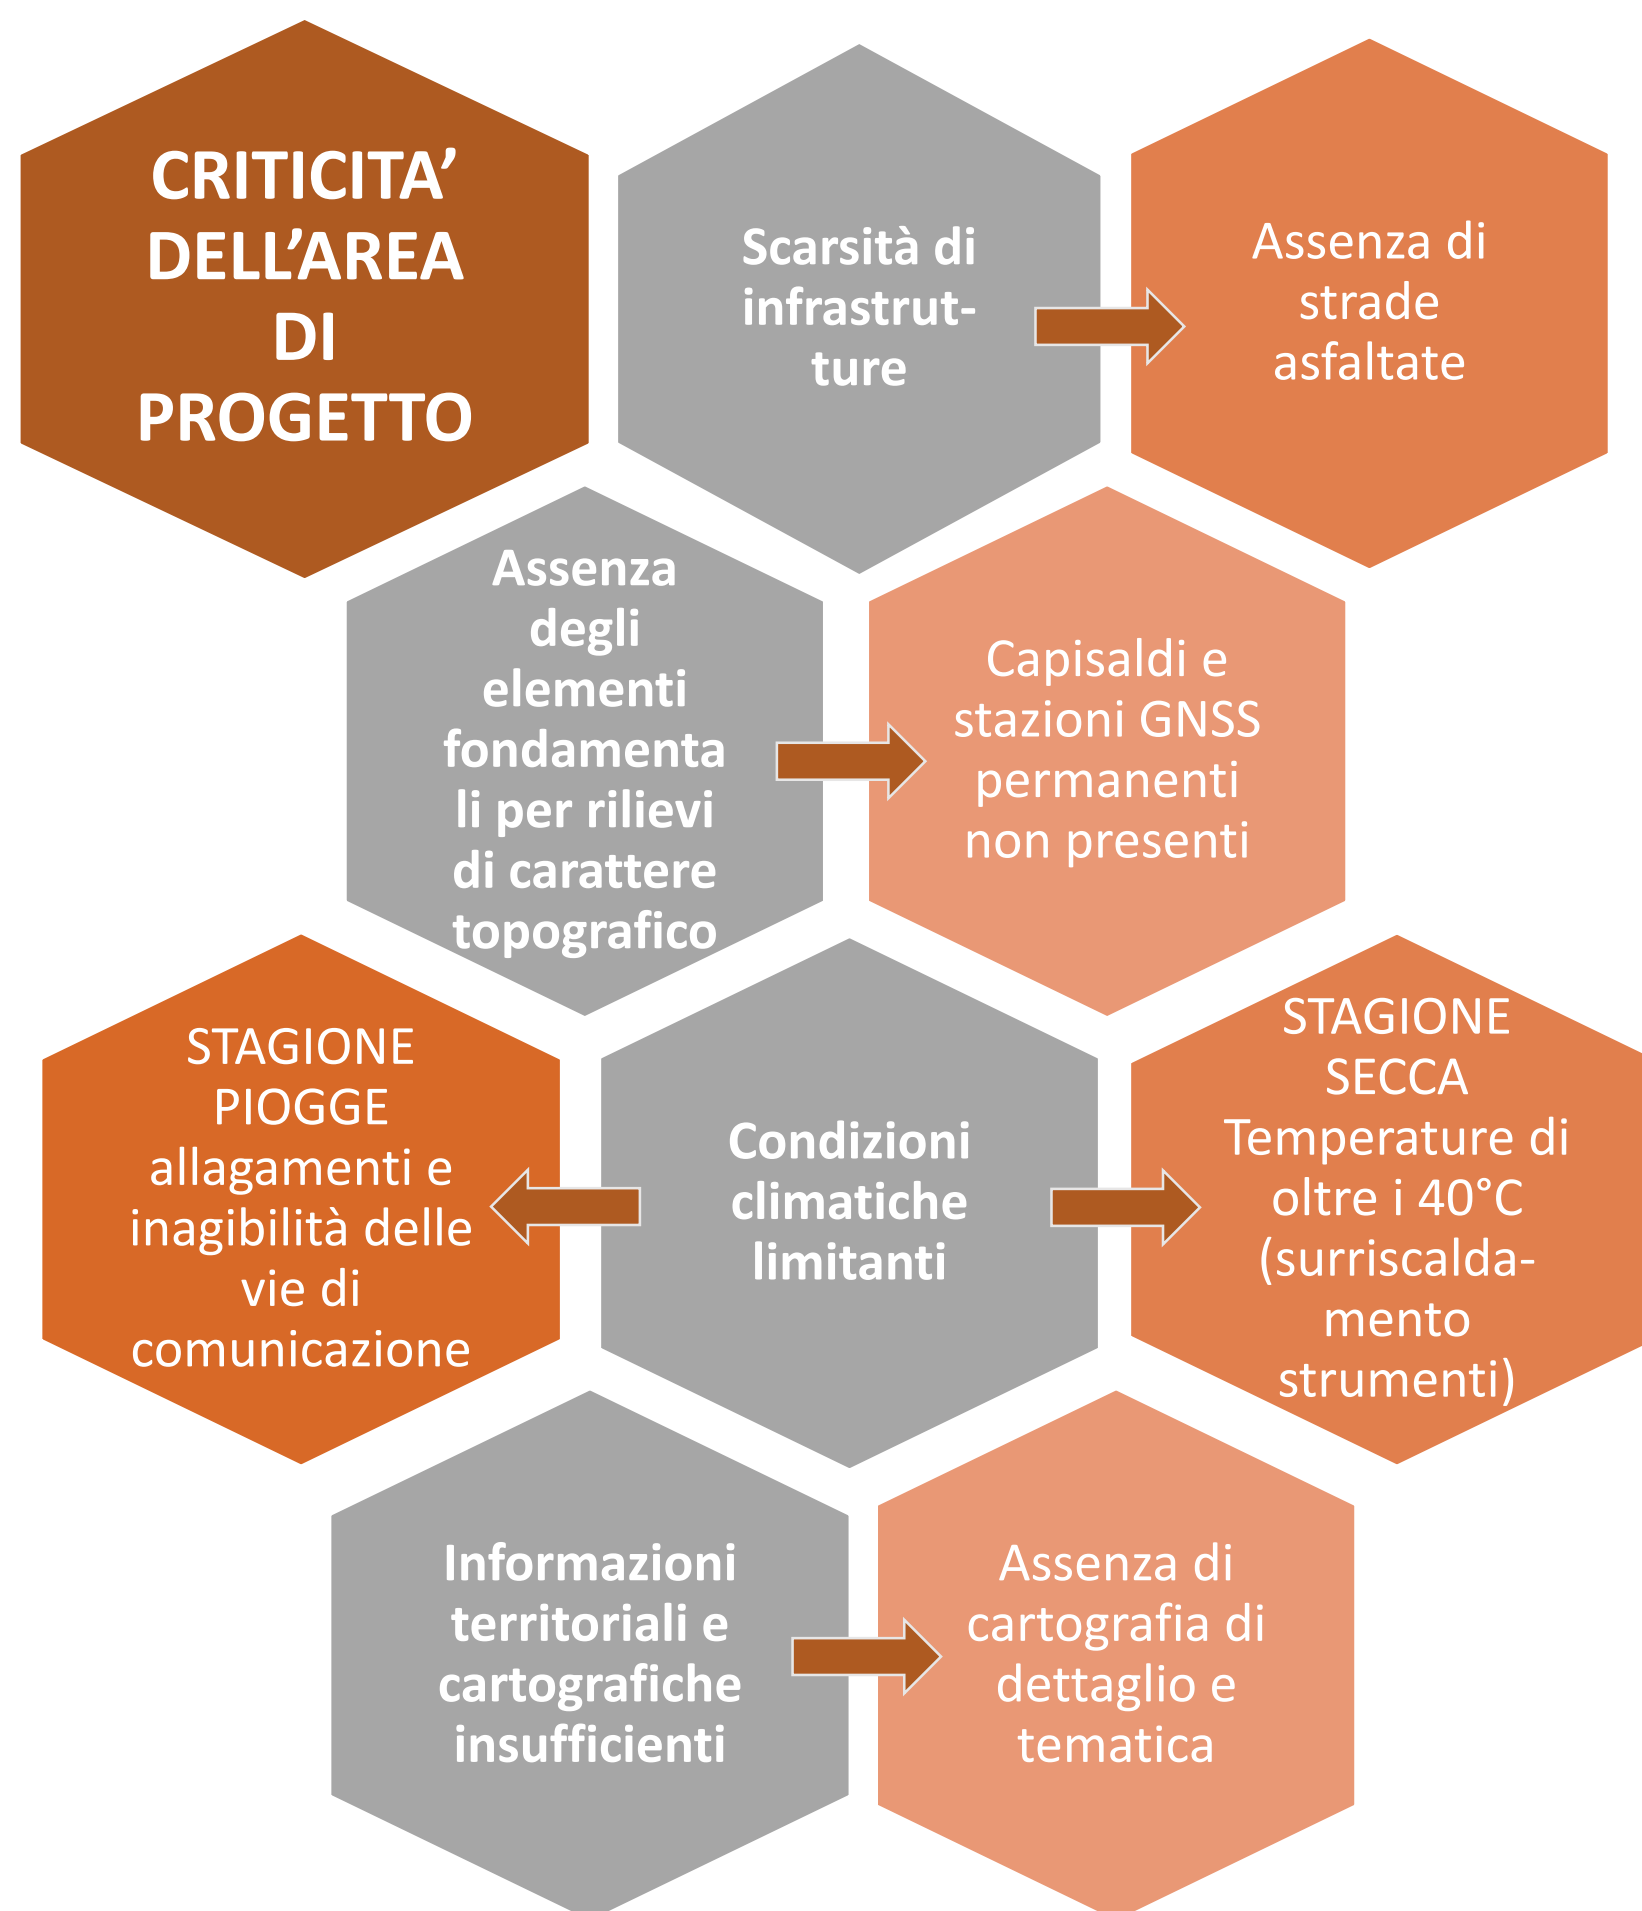 CRITICITA’
DELL’AREA
DI
PROGETTO
Scarsità di
infrastrut-
ture
Assenza di
strade
asfaltate
Assenza
degli
elementi
fondamenta
li per rilievi
di carattere
topografico
Capisaldi e
stazioni GNSS
permanenti
non presenti
STAGIONE
PIOGGE
allagamenti e
inagibilità delle
vie di
comunicazione
Condizioni
climatiche
limitanti
STAGIONE
SECCA
Temperature di
oltre i 40°C
(surriscalda-
mento
strumenti)
Informazioni
territoriali e
cartografiche
insufficienti
Assenza di
cartografia di
dettaglio e
tematica